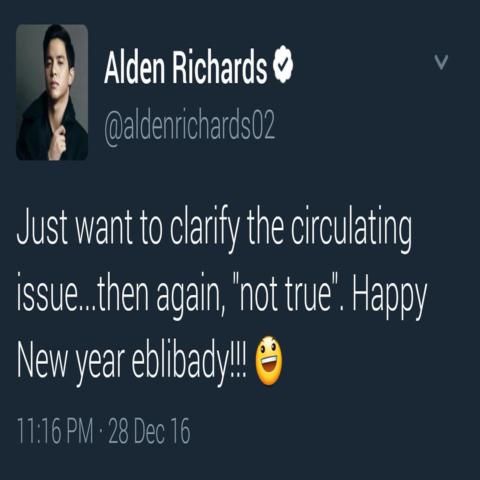 Alden Richards
@aldenrichards02
Just want to clarify the circulating
issue...then again, "not true". Happy
New year eblibady!!! 😃
11:16 PM · 28 Dec 16